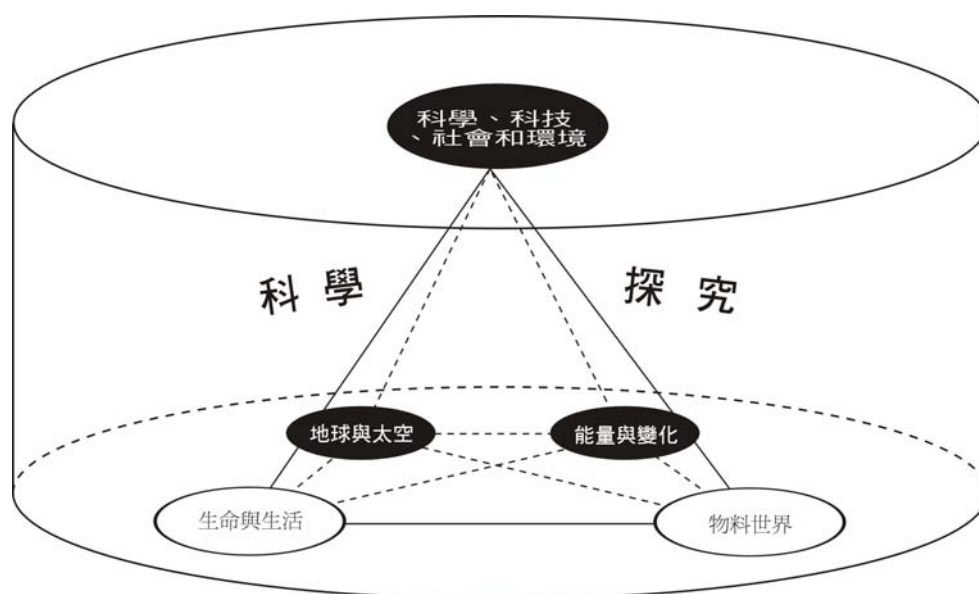 科學、科技
、社會和環境
科學 探究
地球與太空
能量與變化
生命與生活
物料世界